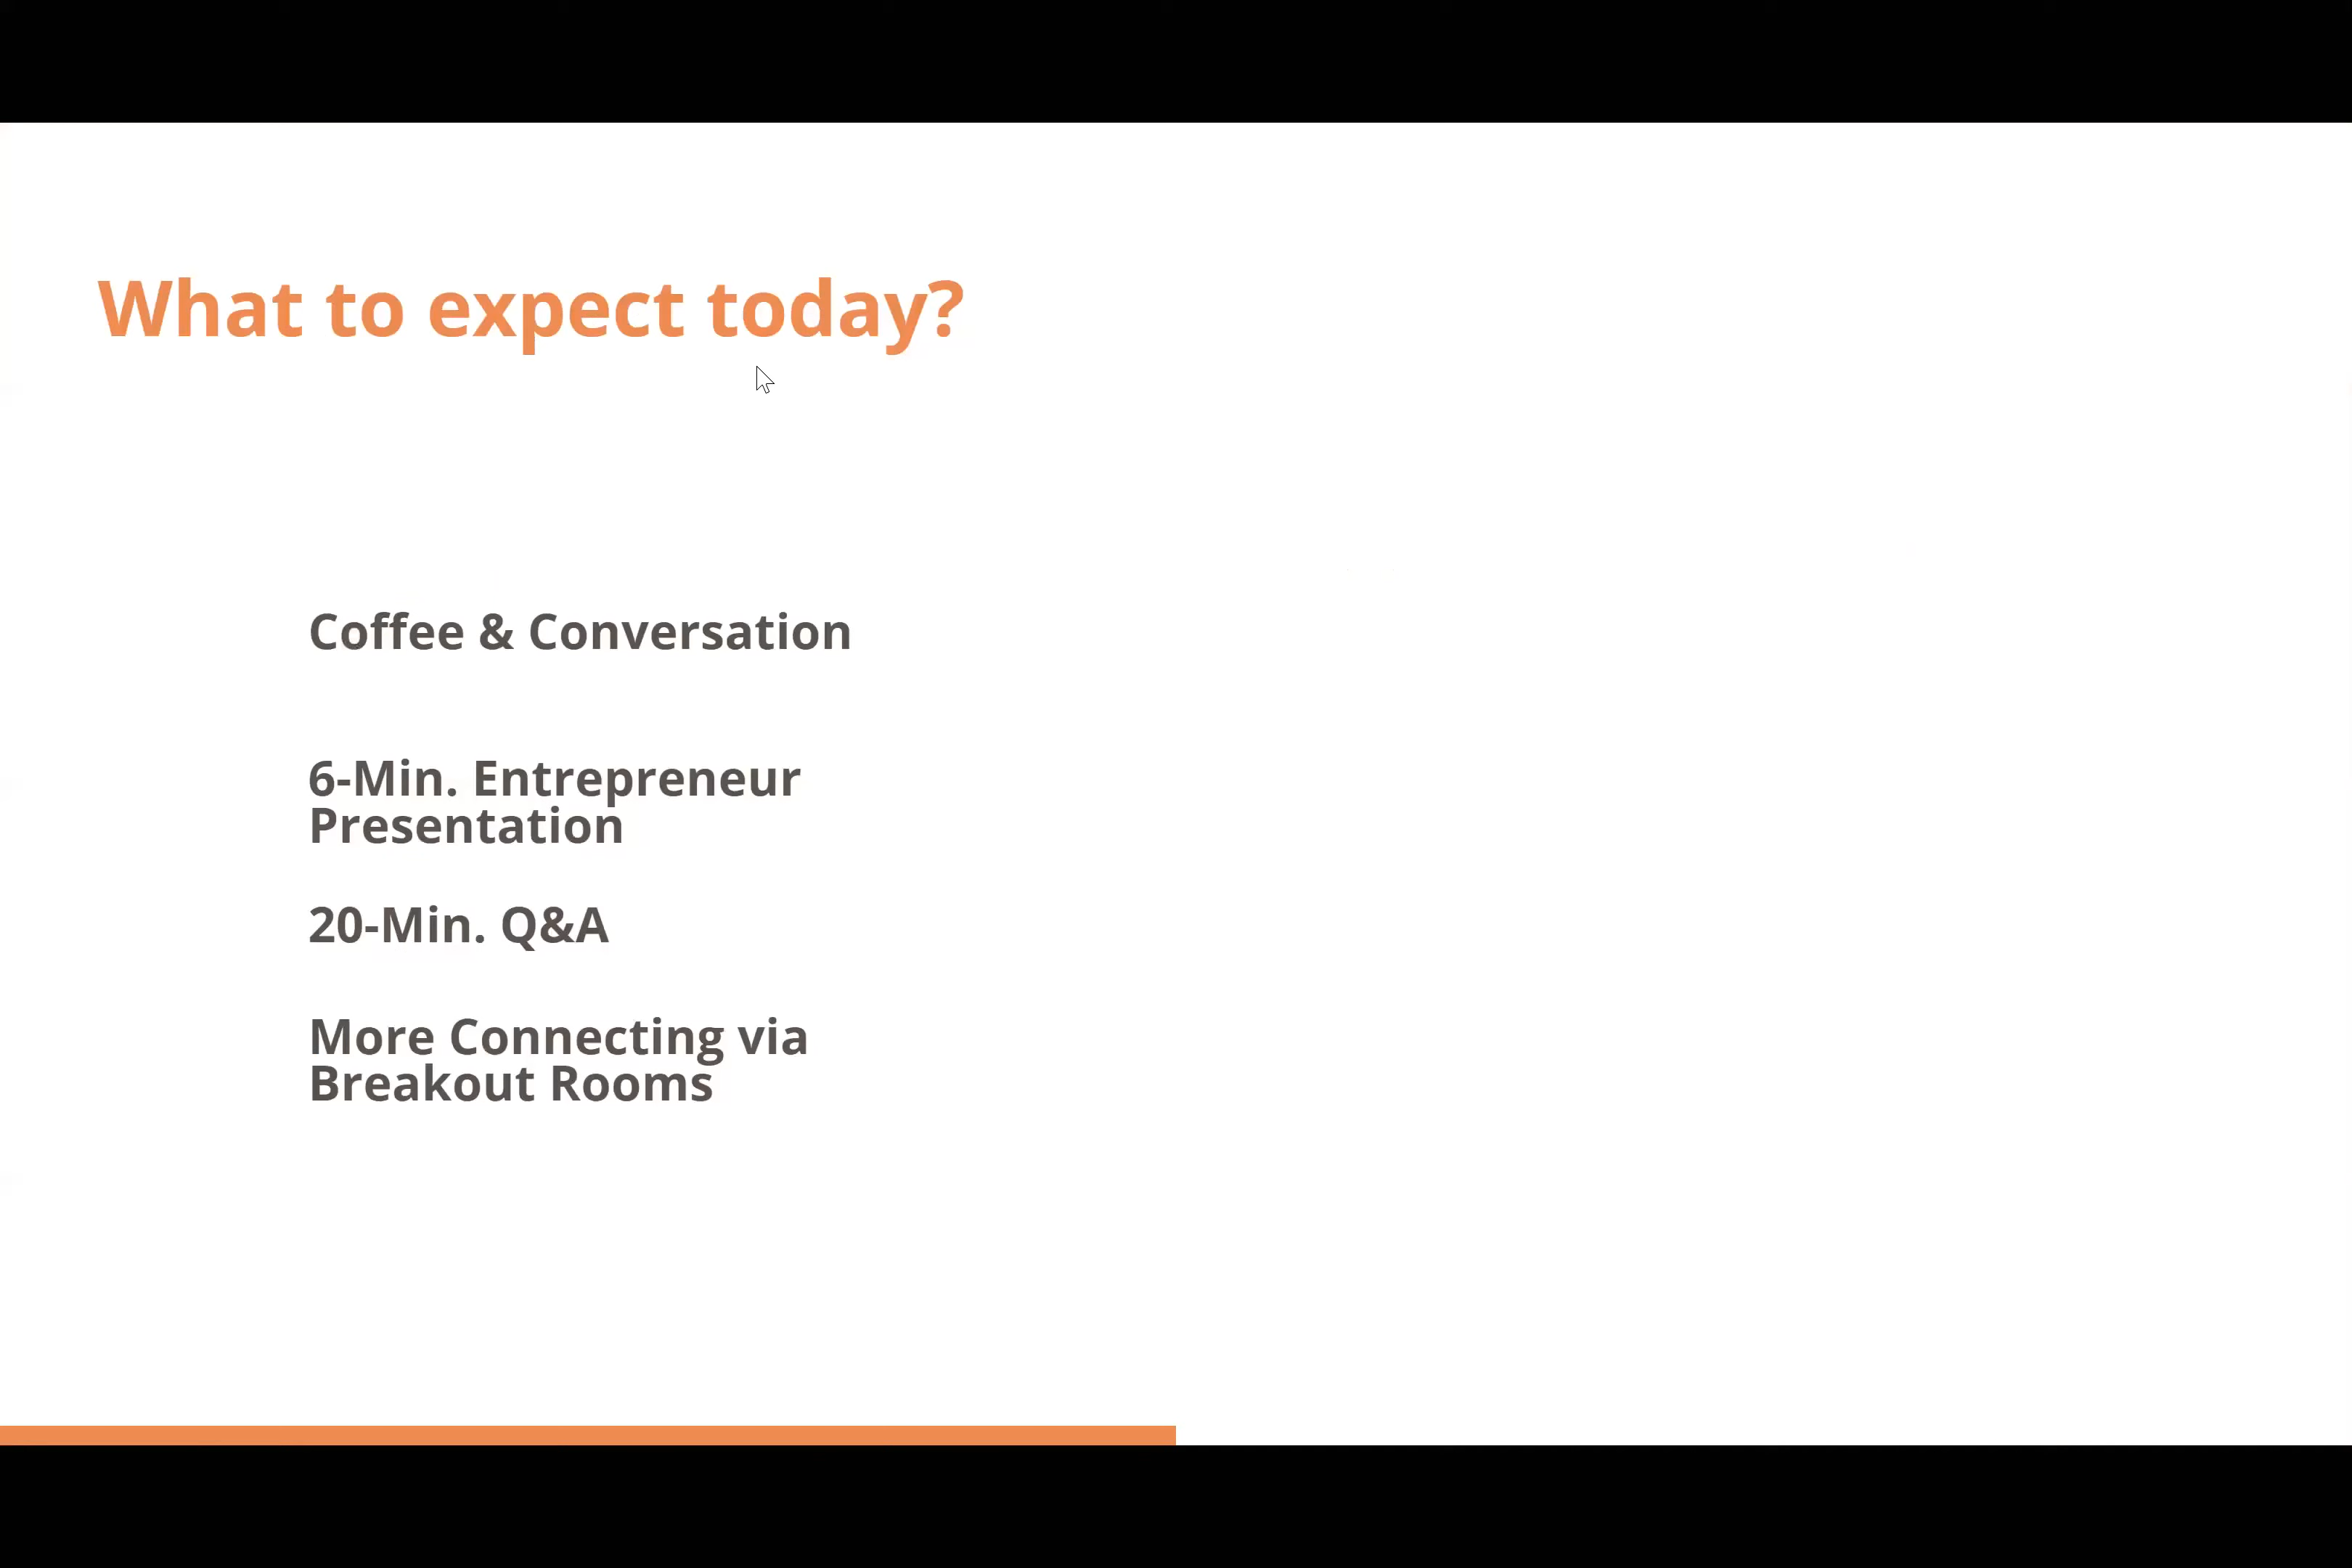 What to expect today?
Coffee & Conversation
6-Min. Entrepreneur
Presentation
20-Min. Q&A
More Connecting via
Breakout Rooms